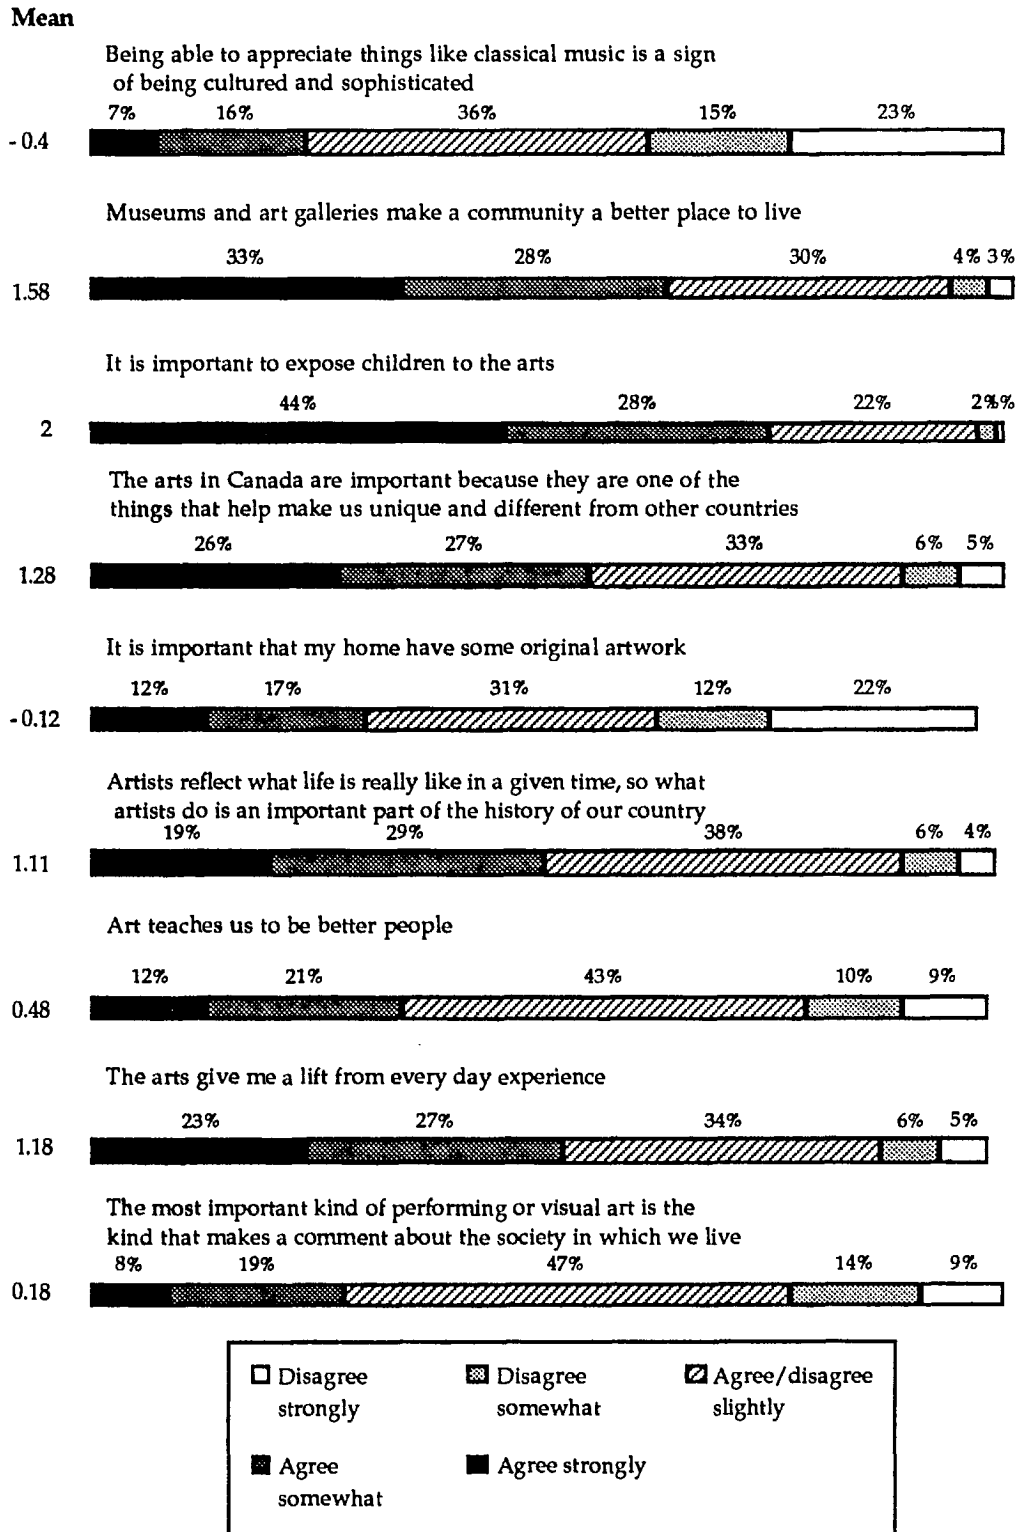 Mean
Being able to appreciate things like classical music is a sign
of being cultured and sophisticated
7% 16% 36% 15% 23%
- 0.4
Museums and art galleries make a community a better place to live
33% 28% 30% 4% 3%
1.58
It is important to expose children to the arts
44% 28% 22% 2%
2
The arts in Canada are important because they are one of the
things that help make us unique and different from other countries
26% 27% 33% 6% 5%
1.28
It is important that my home have some original artwork
12% 17% 31% 12% 22%
- 0.12
Artists reflect what life is really like in a given time, so what
artists do is an important part of the history of our country
19% 29% 38% 6% 4%
1.11
Art teaches us to be better people
12% 21% 43% 10% 9%
0.48
The arts give me a lift from every day experience
23% 27% 34% 6% 5%
1.18
The most important kind of performing or visual art is the
kind that makes a comment about the society in which we live
8% 19% 47% 14% 9%
0.18
Disagree strongly
Disagree somewhat
Agree/disagree slightly
Agree somewhat
Agree strongly